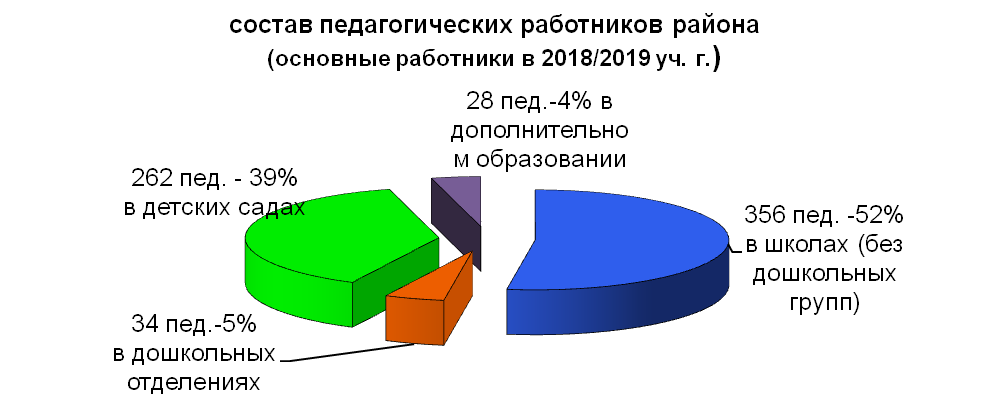 состав педагогических работников района
(основные работники в 2018/2019 уч. г.)
28 пед.-4% в
дополнительно
м образовании
262 пед. - 39%
в детских садах
356 пед. -52%
в школах (без
дошкольных
групп)
34 пед.-5%
в дошкольных
отделениях